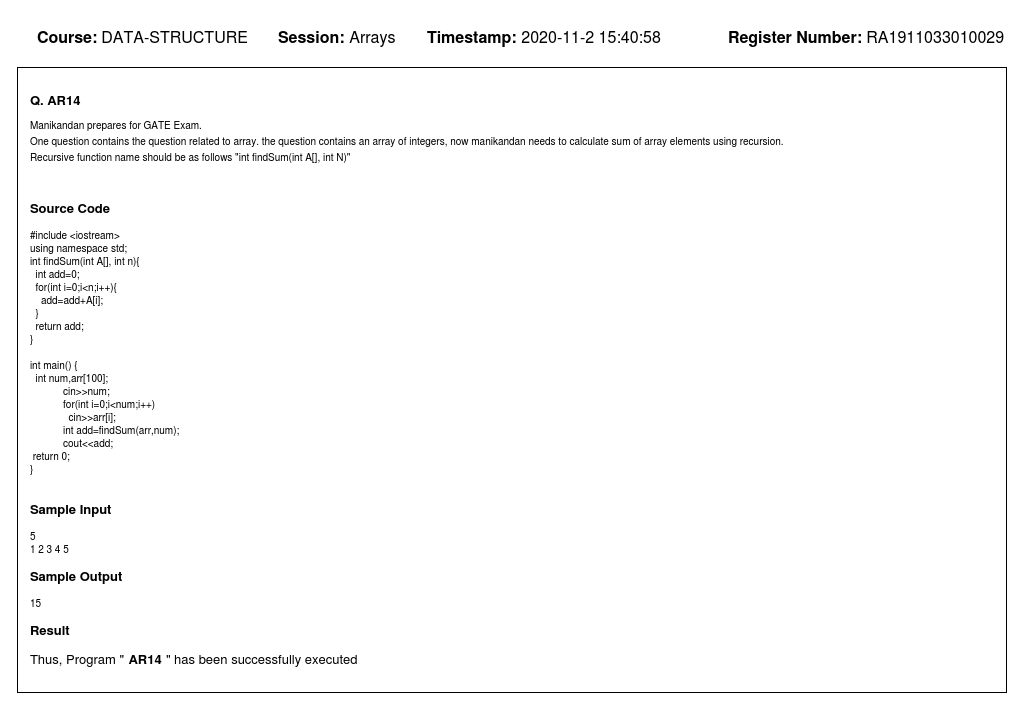 Course: DATA-STRUCTURE Session: Arrays Timestamp: 2020-11-2 15:40:58 Register Number: RA1911033010029
Q. AR14
Manikandan prepares for GATE Exam.
One question contains the question related to array. the question contains an array of integers, now manikandan needs to calculate sum of array elements using recursion.
Recursive function name should be as follows "int findSum(int A[], int N)"
Source Code
#include <iostream>
using namespace std;
int findSum(int A[], int n){
  int add=0;
  for(int i=0;i<n;i++){
    add=add+A[i];
  }
  return add;
}
int main() {
  int num,arr[100];
            cin>>num;
            for(int i=0;i<num;i++)
              cin>>arr[i];
            int add=findSum(arr,num);
            cout<<add;
 return 0;
}
Sample Input
5
1 2 3 4 5
Sample Output
15
Result
Thus, Program " AR14 " has been successfully executed